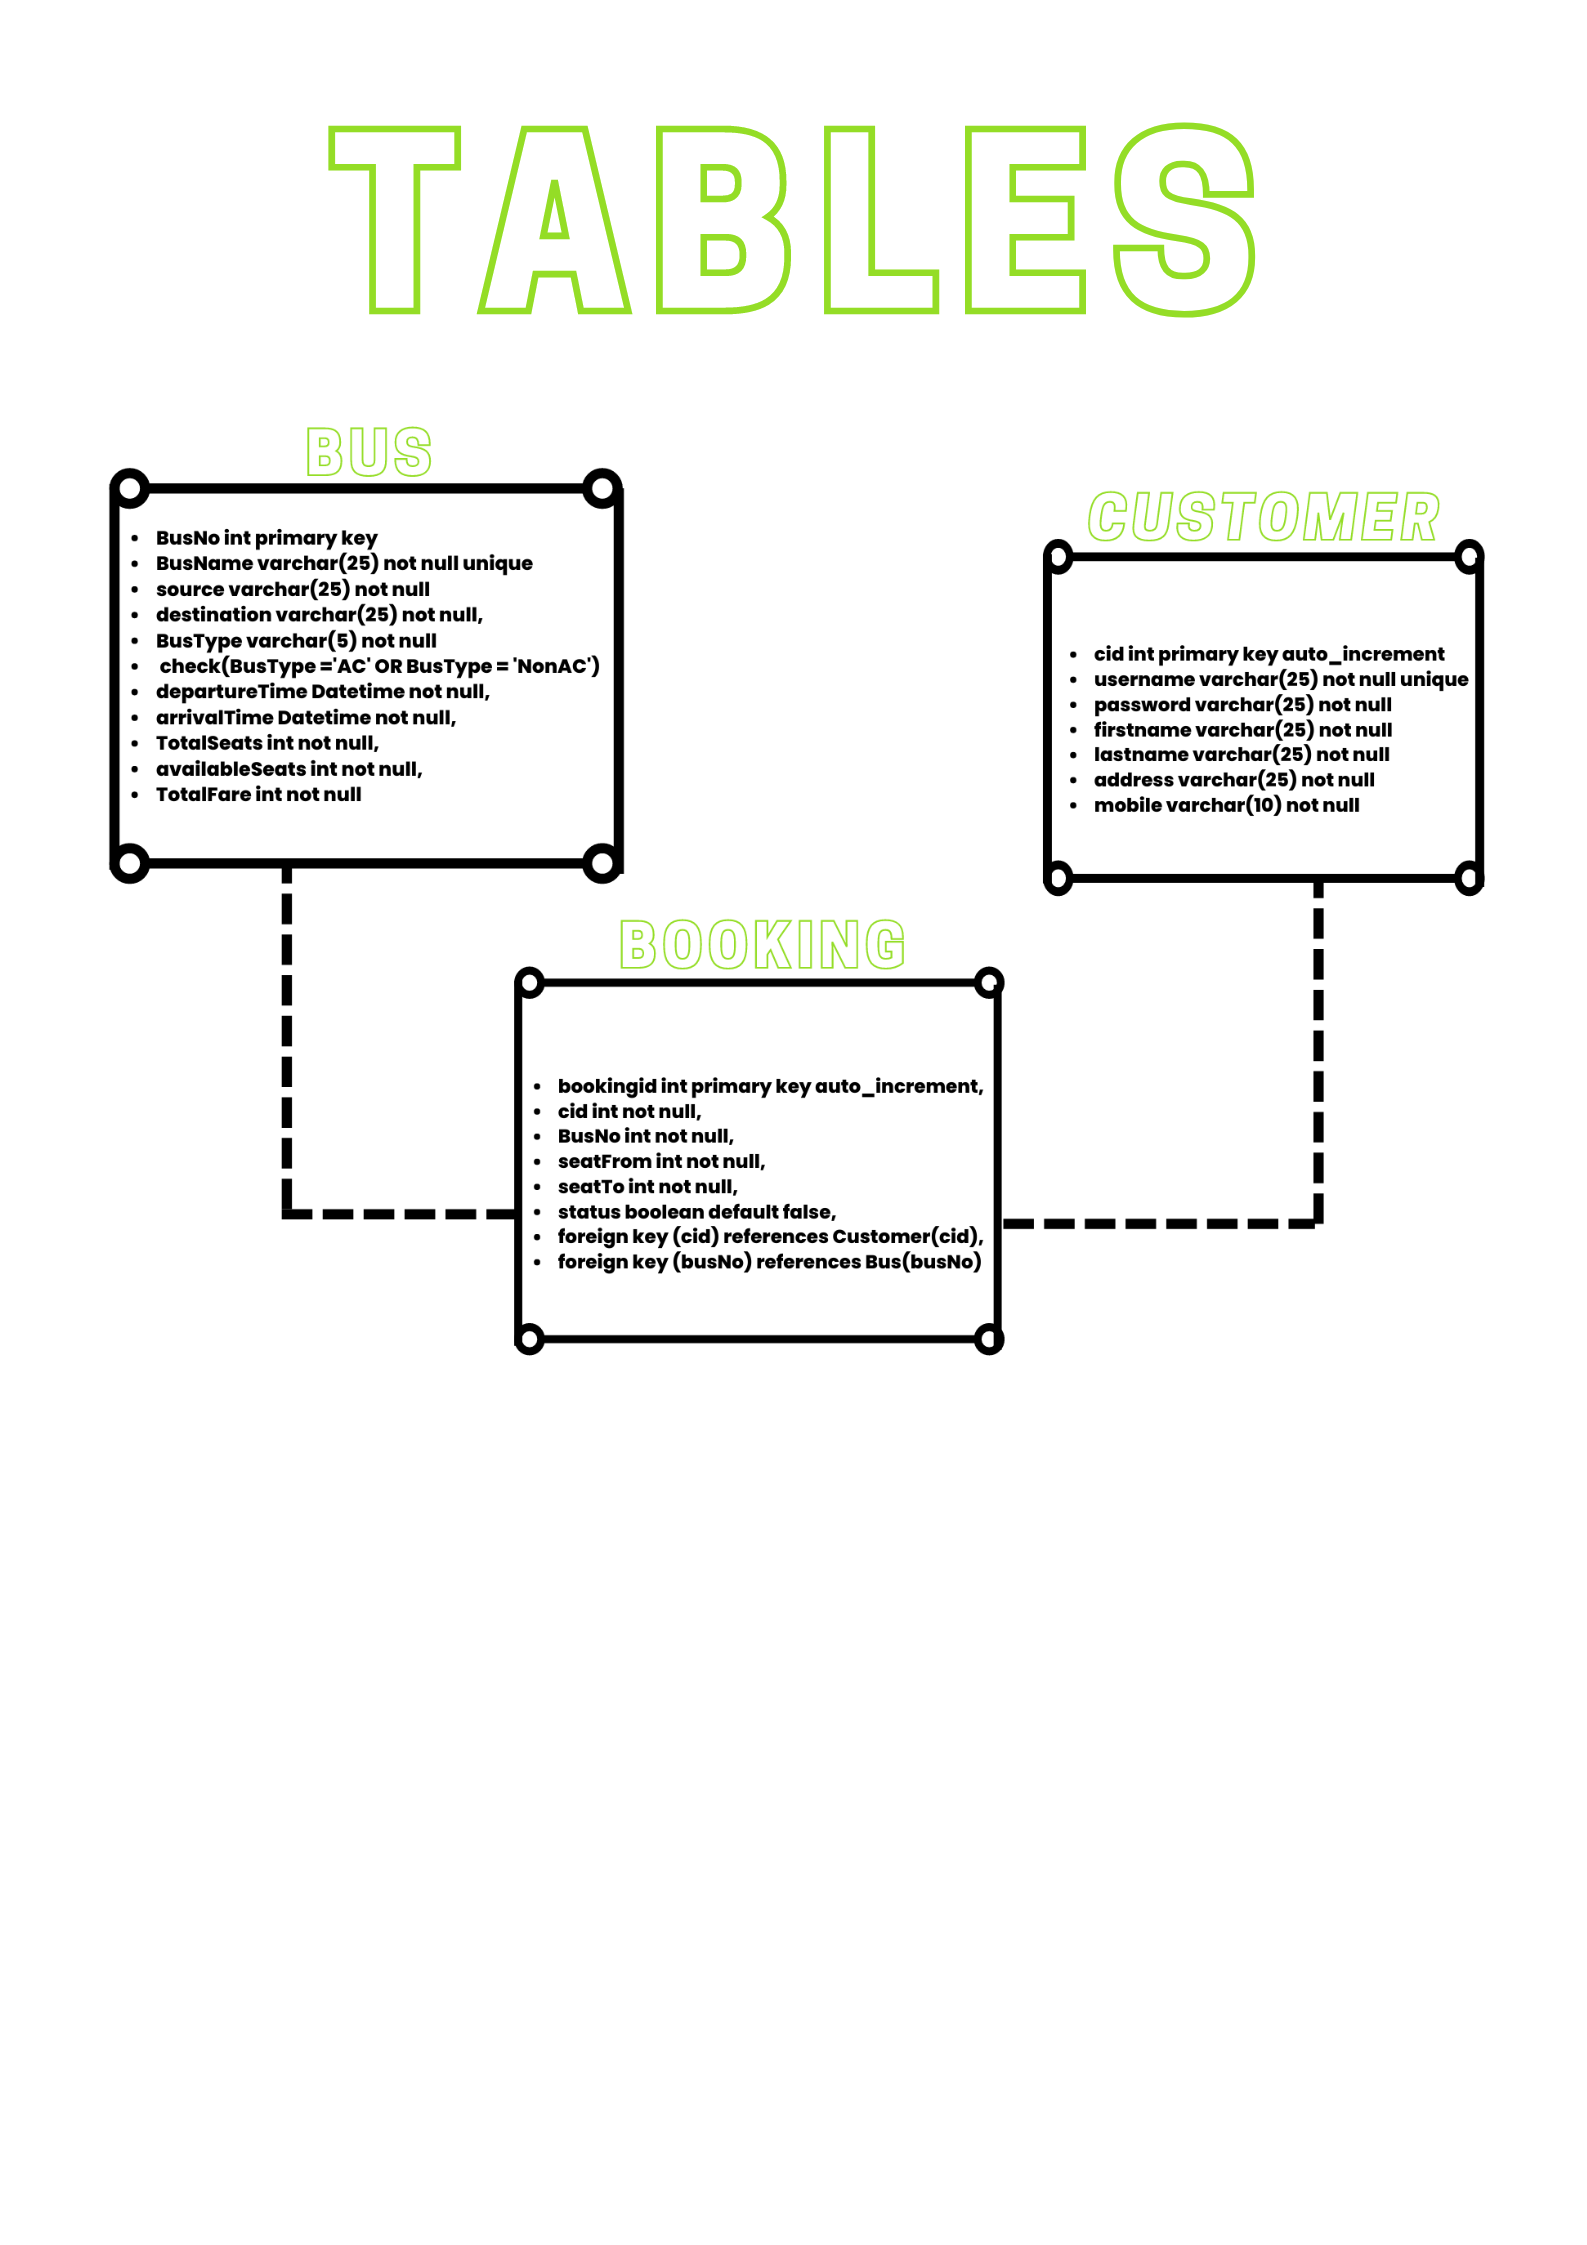 TABLES
BUS
• BusNo int primary key
• BusName varchar(25) not null unique
• source varchar(25) not null
• destination varchar(25) not null,
• BusType varchar(5) not null
• check(BusType ='AC' OR BusType = 'NonAC')
• departureTime Datetime not null,
• arrivalTime Datetime not null,
• TotalSeats int not null,
• availableSeats int not null,
• TotalFare int not null
CUSTOMER
• cid int primary key auto_increment
• username varchar(25) not null unique
• password varchar(25) not null
• firstname varchar(25) not null
• lastname varchar(25) not null
• address varchar(25) not null
• mobile varchar(10) not null
BOOKING
• bookingid int primary key auto_increment,
• cid int not null,
• BusNo int not null,
• seatFrom int not null,
• seatTo int not null,
• status boolean default false,
• foreign key (cid) references Customer(cid),
• foreign key (busNo) references Bus(busNo)